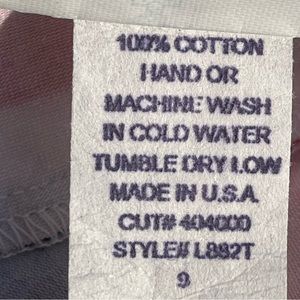 100% COTTON
HAND OR
MACHINE WASH
IN COLD WATER
TUMBLE DRY LOW
MADE IN U.S.A
CUT# 404000
STYLE# L882T
9